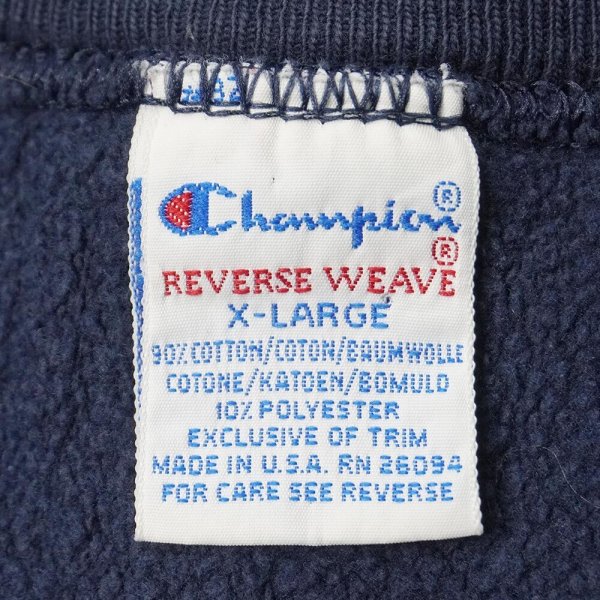 Champion®
REVERSE WEAVE®
X-LARGE
90% COTTON/COTON/BAUMWOLLE
COTONE/KATOEN/BOMULD
10% POLYESTER
EXCLUSIVE OF TRIM
MADE IN U.S.A. RN 26094
FOR CARE SEE REVERSE